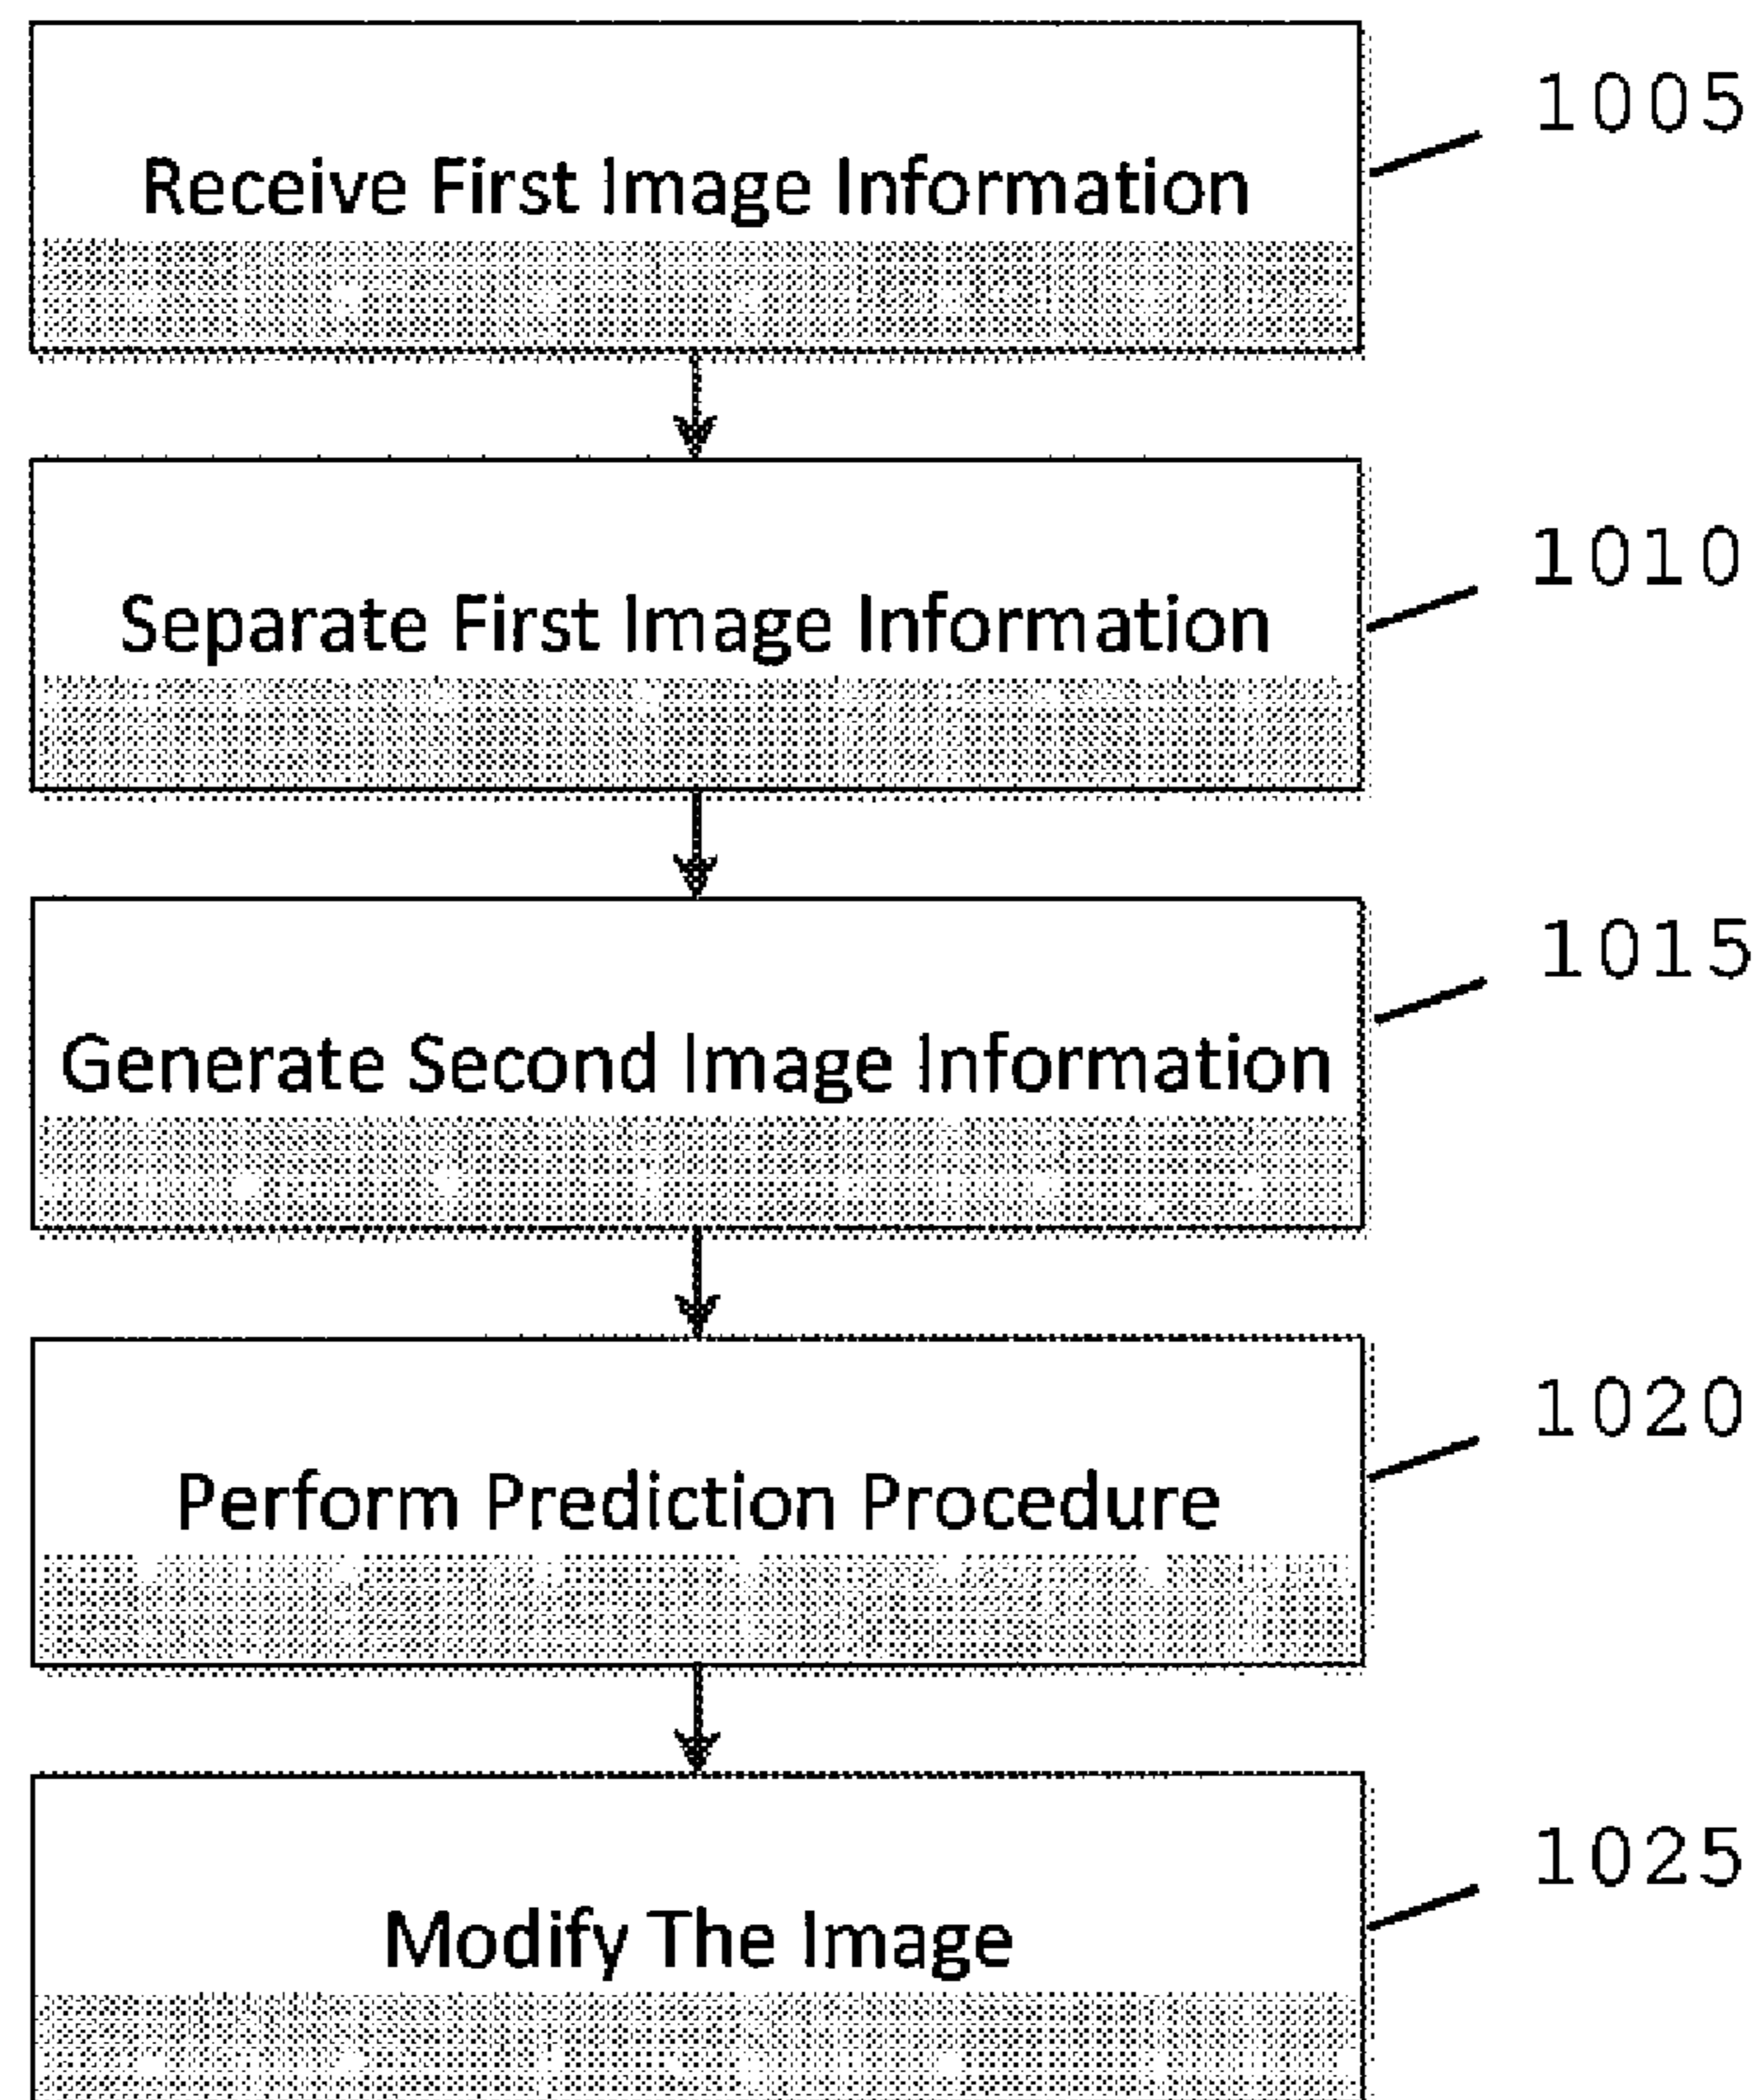 1005
Receive First Image Information
1010
Separate First Image Information
1015
Generate Second Image Information
1020
Perform Prediction Procedure
1025
Modify The Image